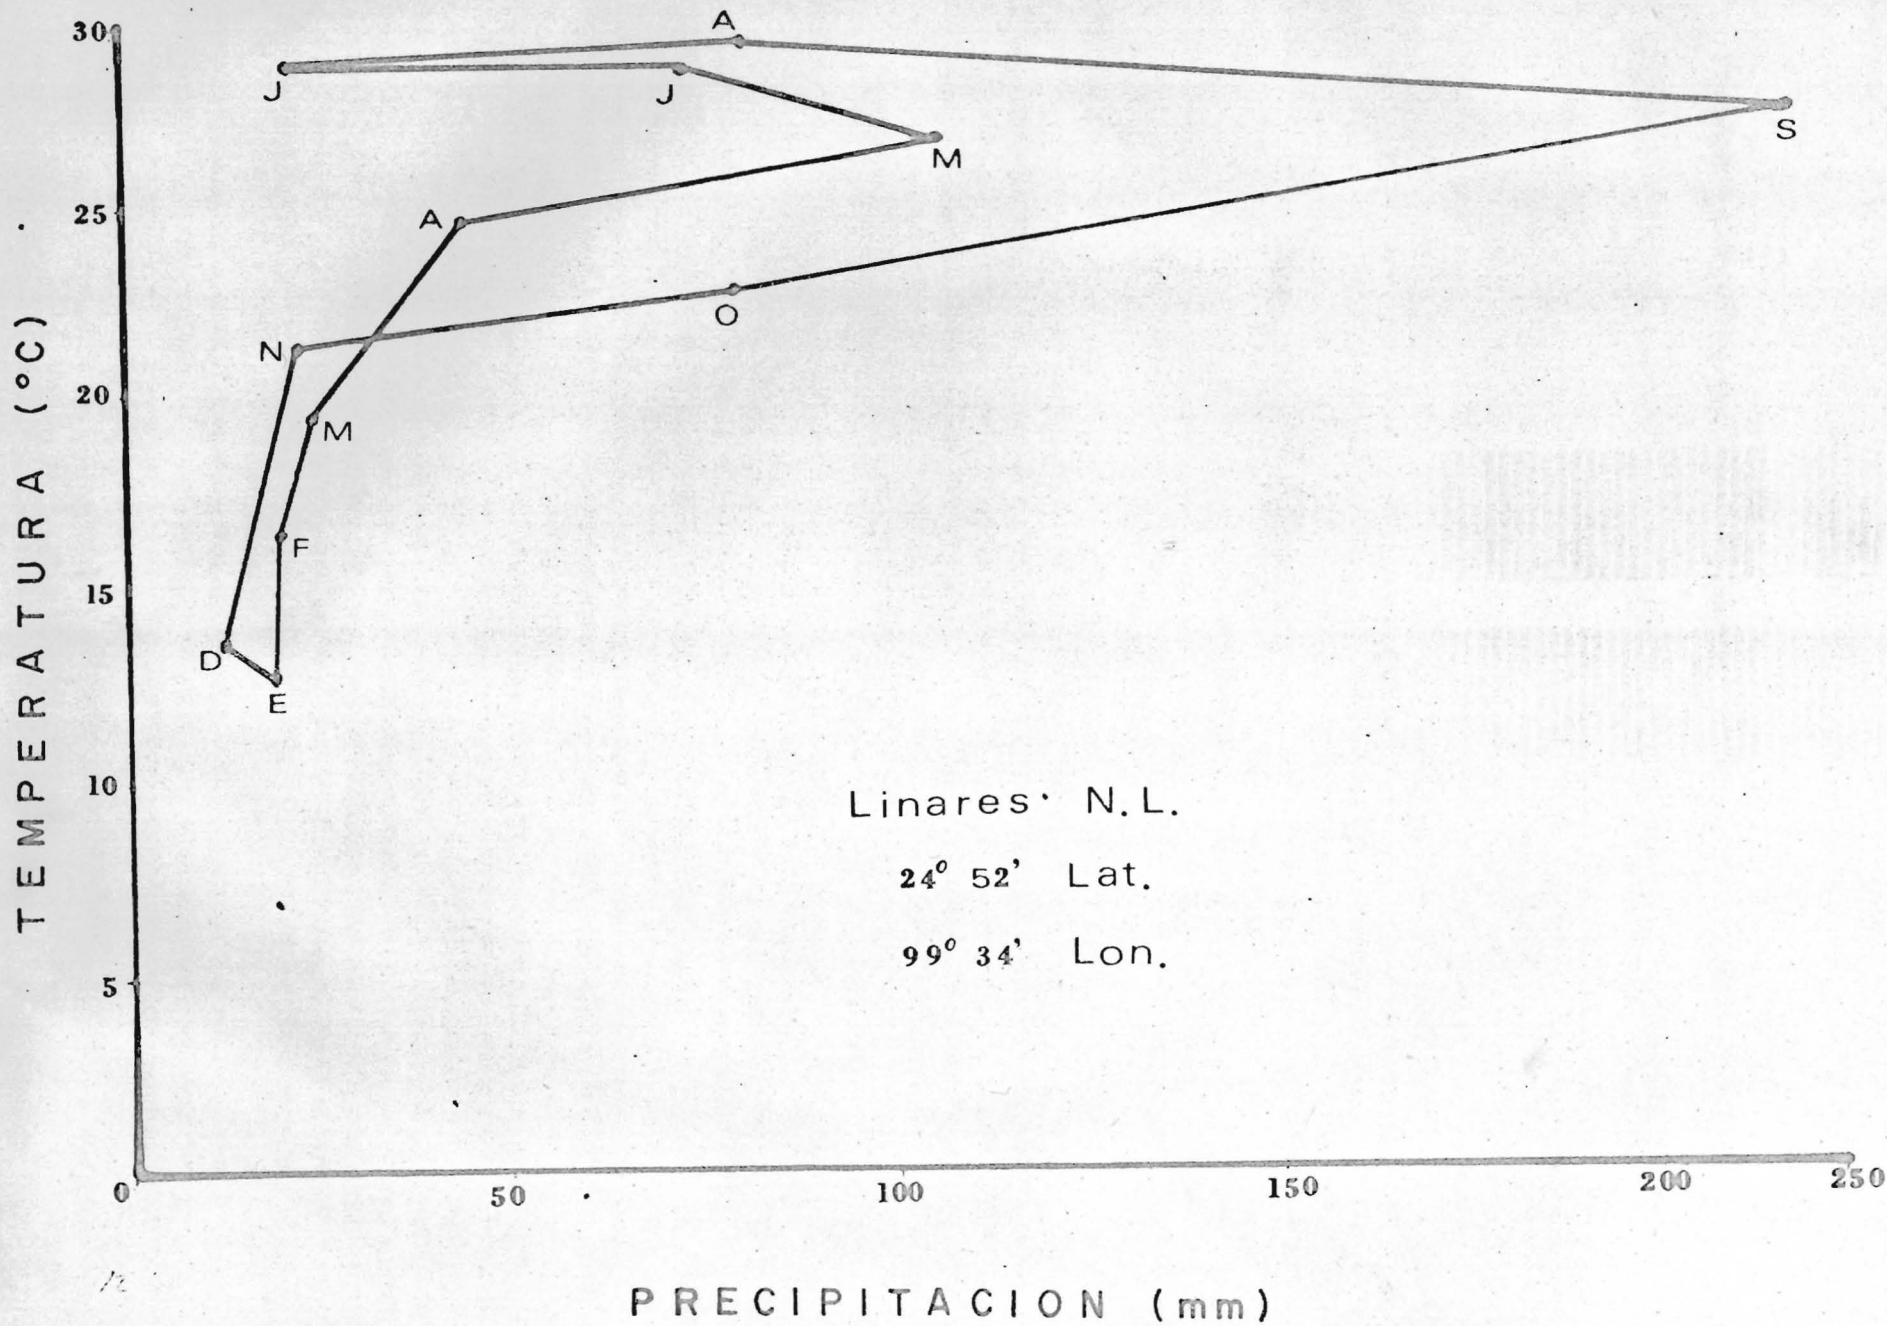 30
A
J
J
M
S
25
A
O
N
20
M
F
15
D
E
10
Linares· N.L.
24° 52' Lat.
5
99° 34' Lon.
0
50
100
150
200
250
TEMPERATURA (°C)
PRECIPITACION (mm)